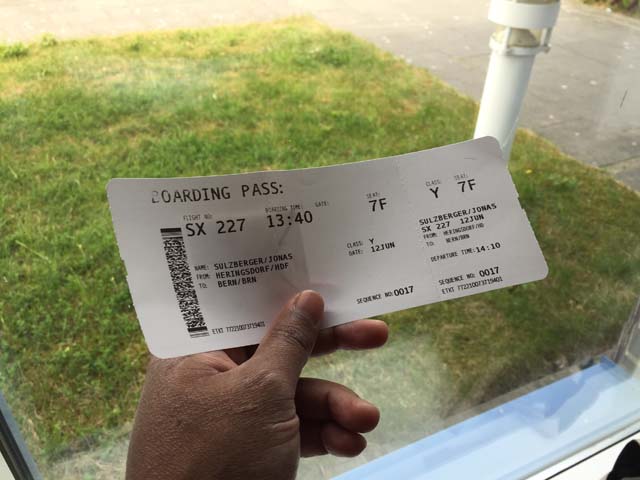 BOARDING PASS:
FLIGHT NO: BOARDING TIME: GATE: SEAT:
SX 227 13:40 7F
CLASS: Y
DATE: 12JUN
NAME: SULZBERGER/JONAS
FROM: HERINGSDORF/HDF
TO: BERN/BRN
SEQUENCE NO: 0017
ETKT 7722100737I9401
CLASS: SEAT:
Y 7F
SULZBERGER/JONAS
SX 227 12JUN
FROM: HERINGSDORF/HD
TO: BERN/BRN
DEPARTURE TIME: 14:10
SEQUENCE NO: 0017